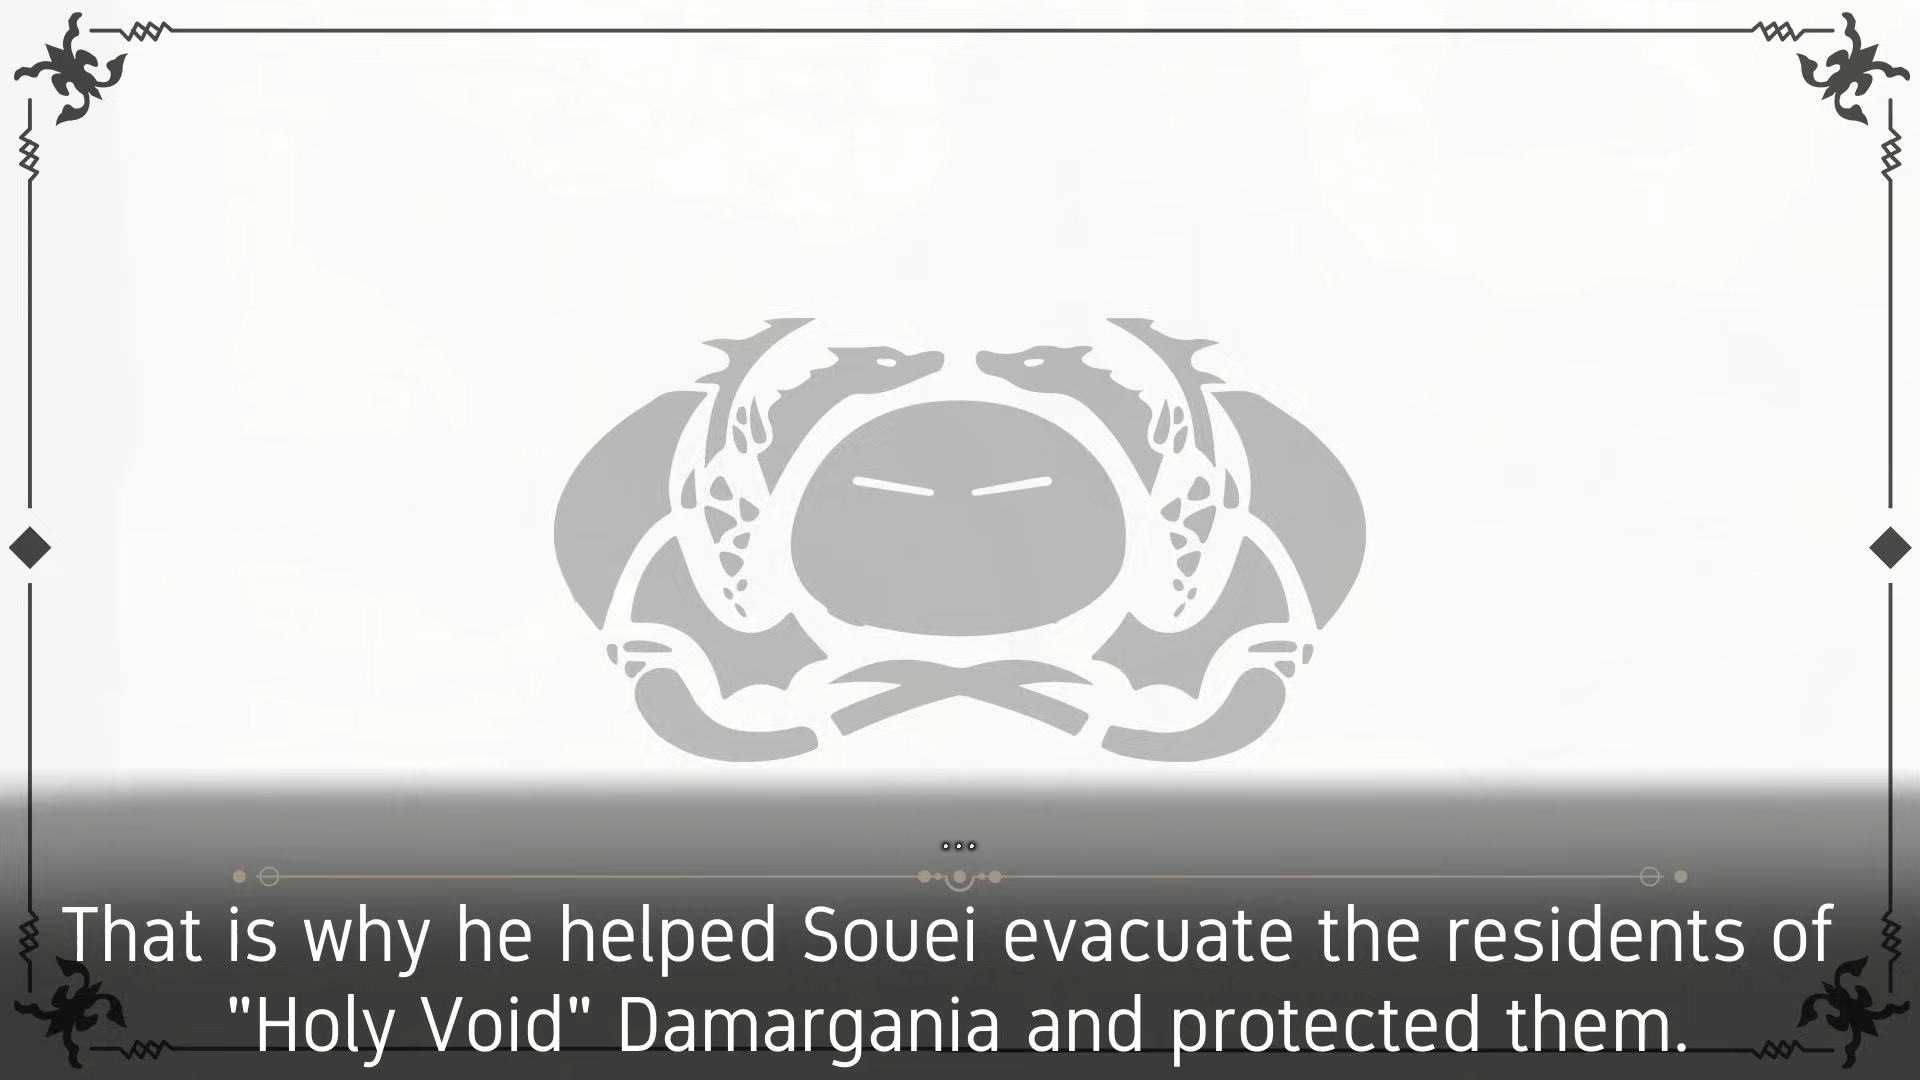 ...
That is why he helped Souei evacuate the residents of
"Holy Void" Damargania and protected them.